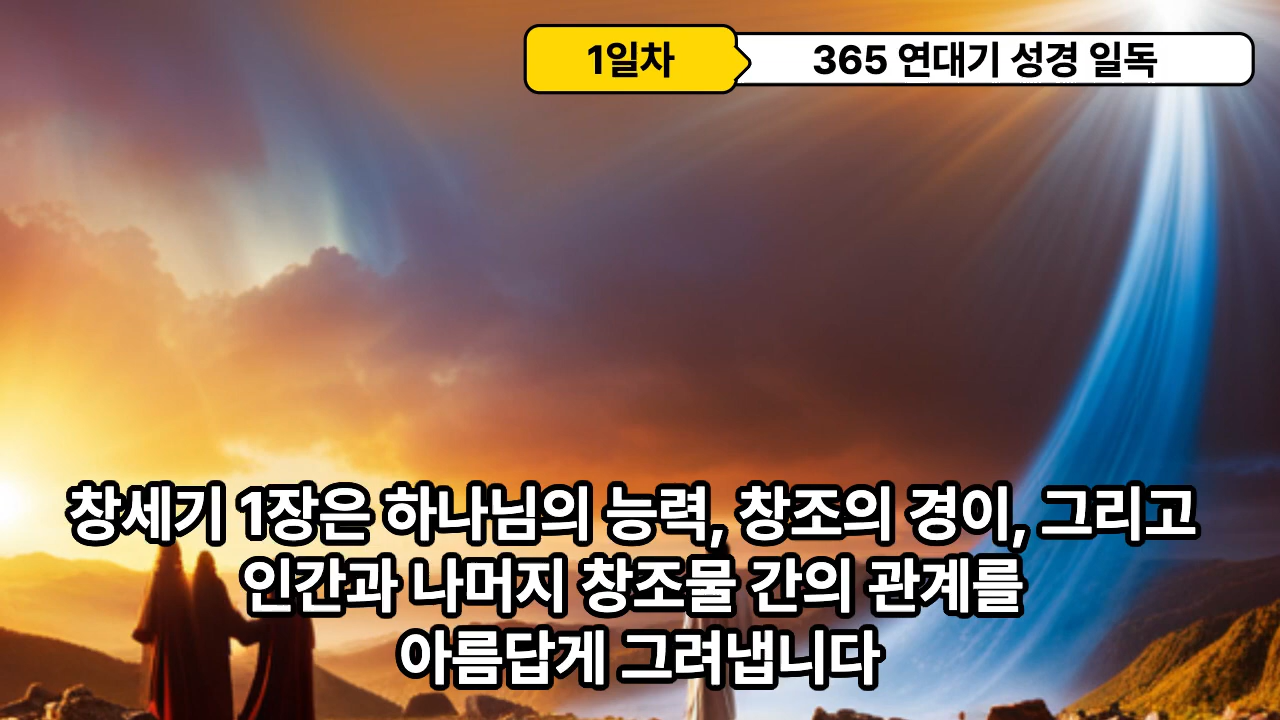 1일차
365 연대기 성경 일독
창세기 1장은 하나님의 능력, 창조의 경이, 그리고
인간과 나머지 창조물 간의 관계를
아름답게 그려냅니다